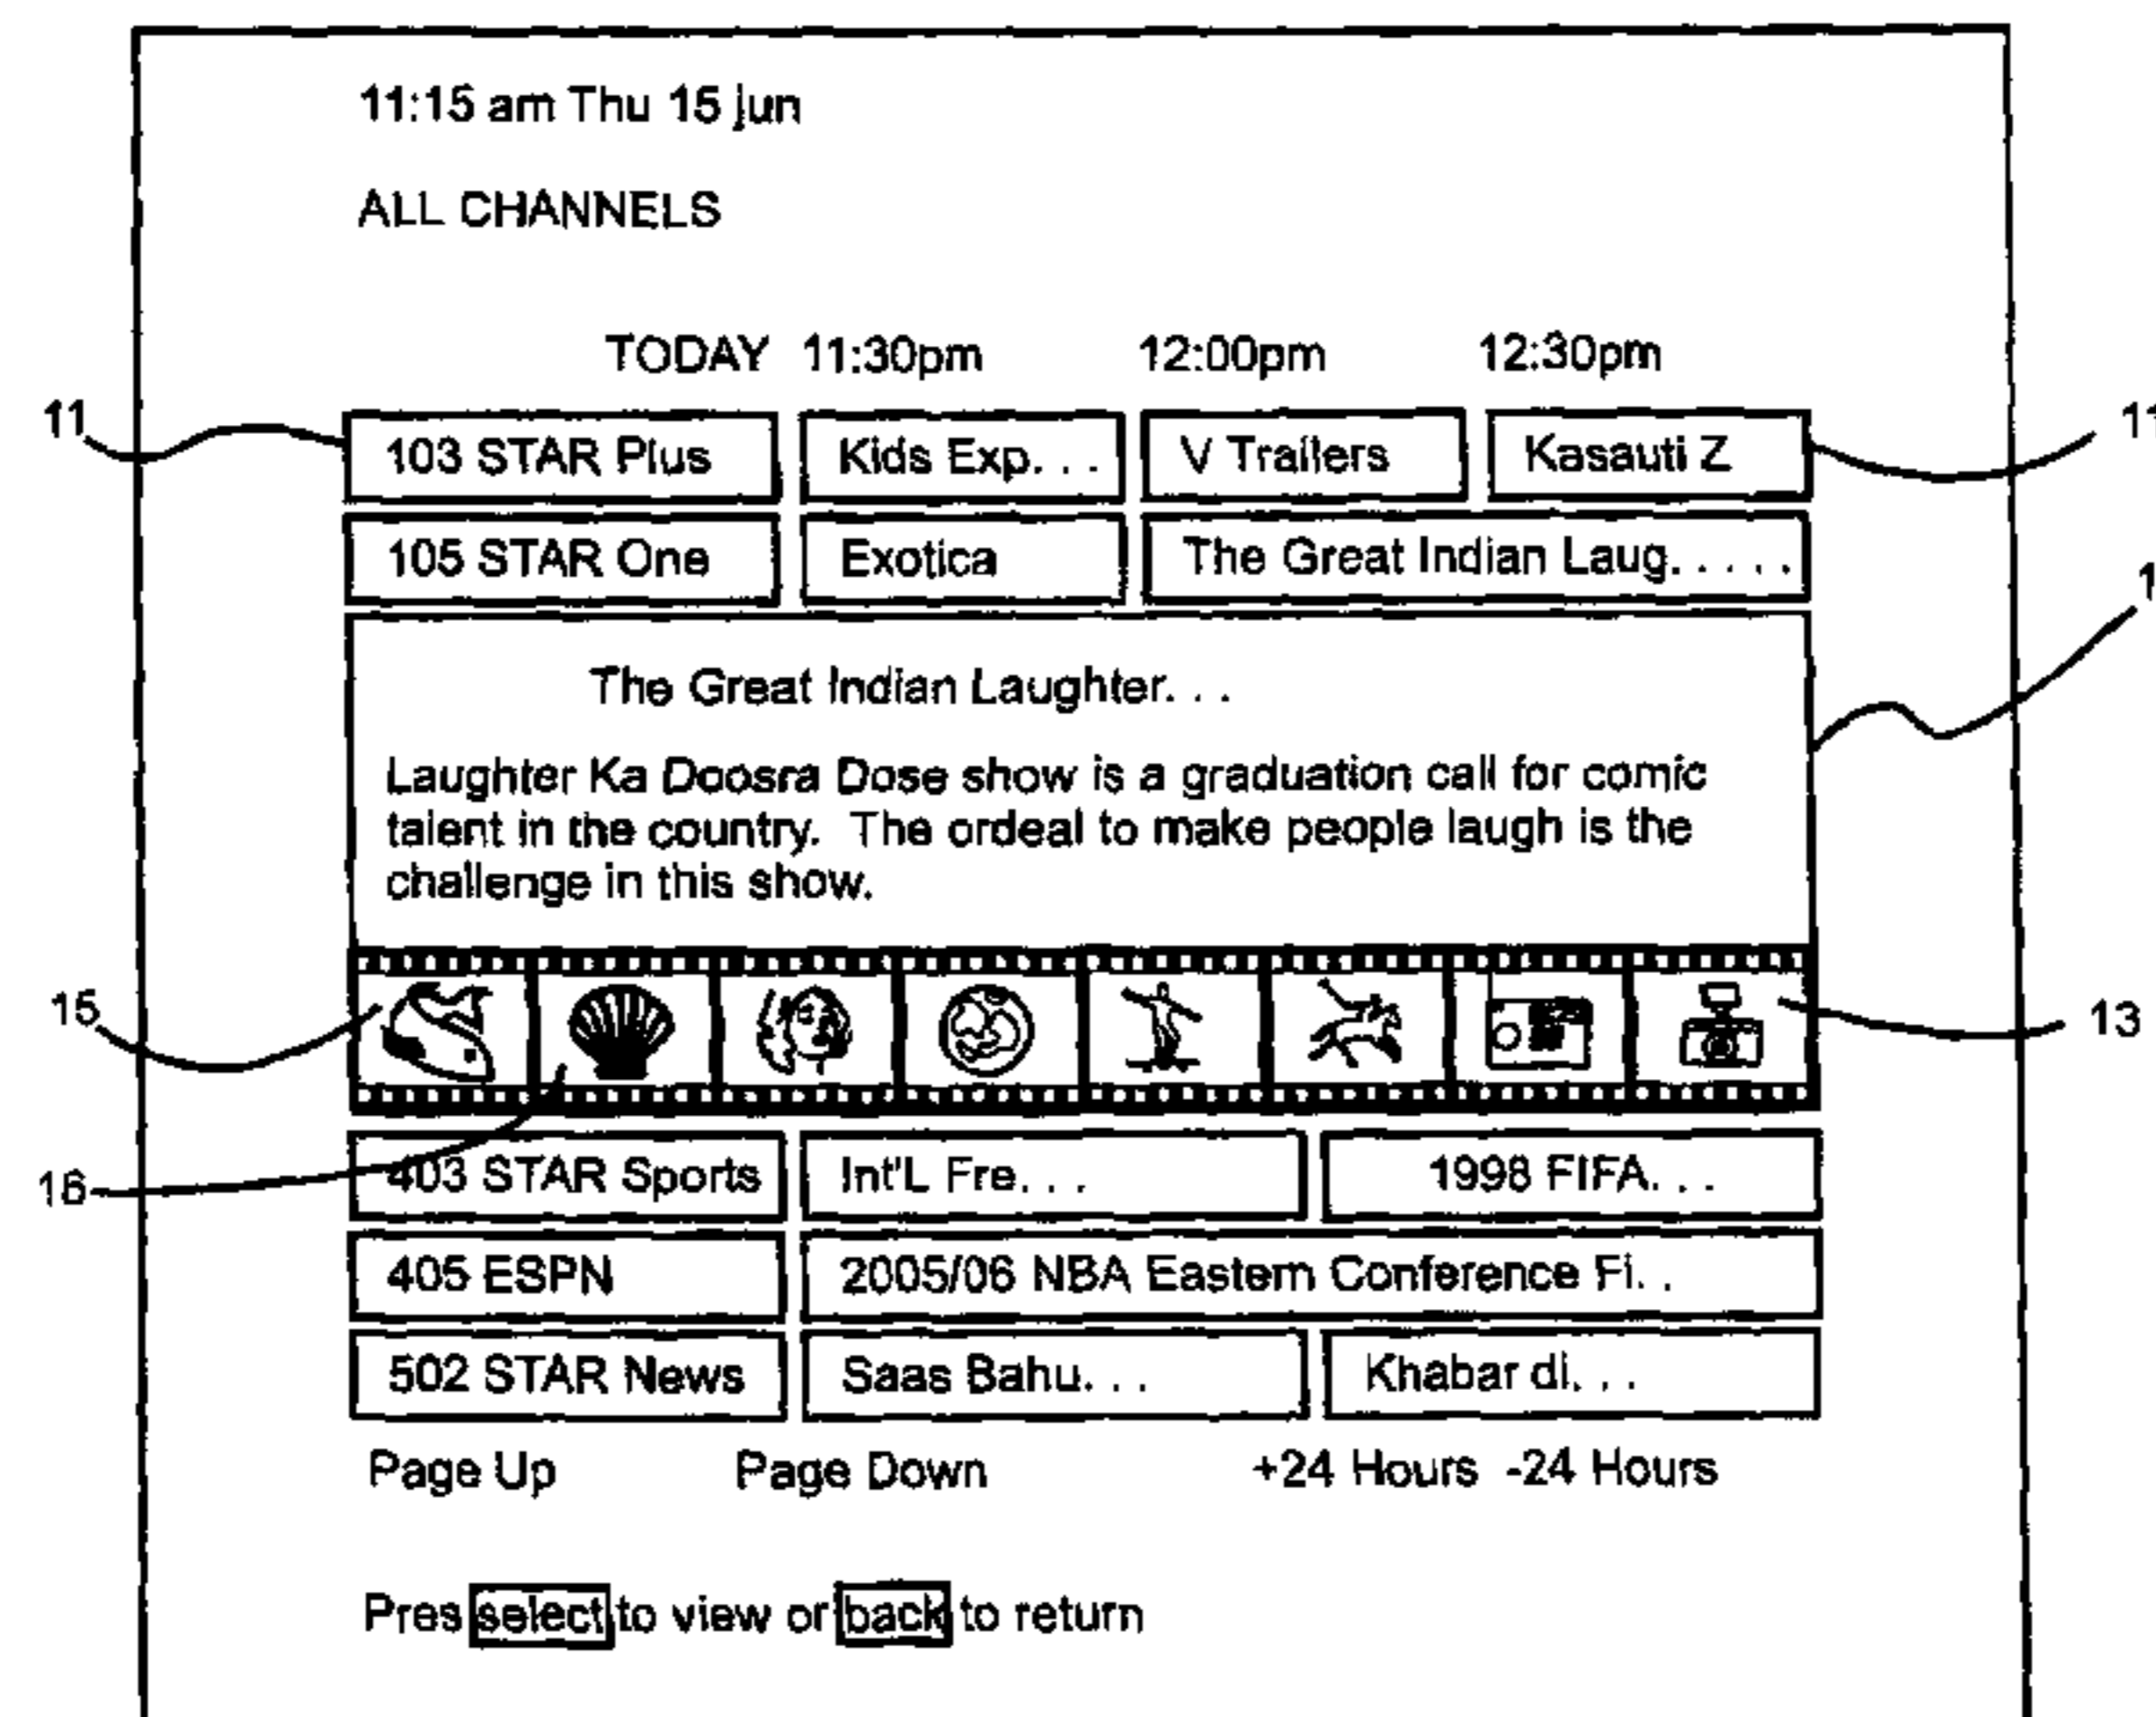 11:15 am Thu 15 jun
ALL CHANNELS
TODAY 11:30pm 12:00pm 12:30pm
11 103 STAR Plus Kids Exp. . . V Trailers Kasauti Z
105 STAR One Exotica The Great Indian Laug. . . . .
The Great Indian Laughter. . .
Laughter Ka Doosra Dose show is a graduation call for comic
talent in the country. The ordeal to make people laugh is the
challenge in this show.
15 13
16 403 STAR Sports Int'L Fre. . . 1998 FIFA. . .
405 ESPN 2005/06 NBA Eastern Conference Fi. .
502 STAR News Saas Bahu. . . Khabar di. . .
Page Up Page Down +24 Hours -24 Hours
Pres select to view or back to return